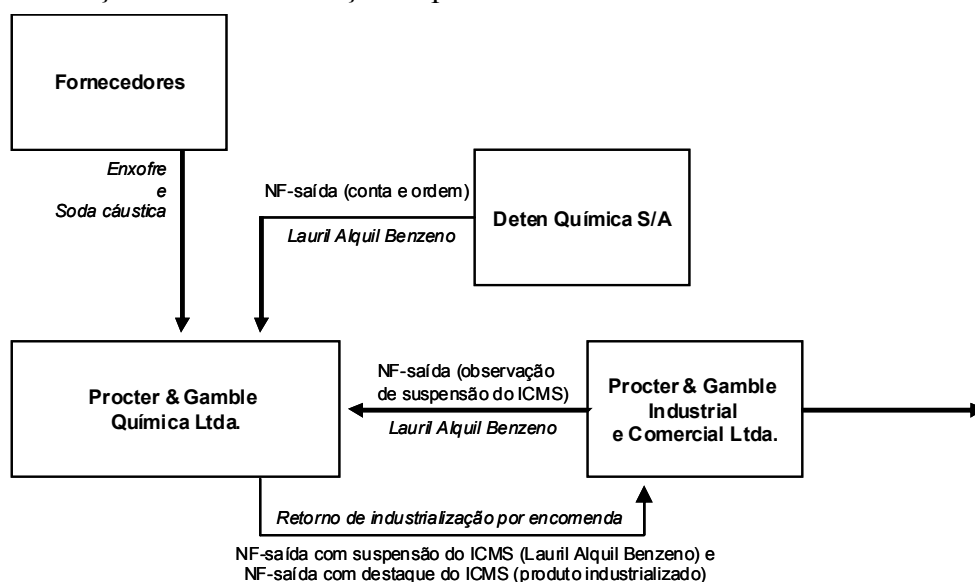 Fornecedores
Enxofre
e
Soda cáustica
NF-saída (conta e ordem)
Lauril Alquil Benzeno
Deten Química S/A
Procter & Gamble
Química Ltda.
NF-saída (observação
de suspensão do ICMS)
Lauril Alquil Benzeno
Procter & Gamble
Industrial
e Comercial Ltda.
Retorno de industrialização por encomenda
NF-saída com suspensão do ICMS (Lauril Alquil Benzeno) e
NF-saída com destaque do ICMS (produto industrializado)